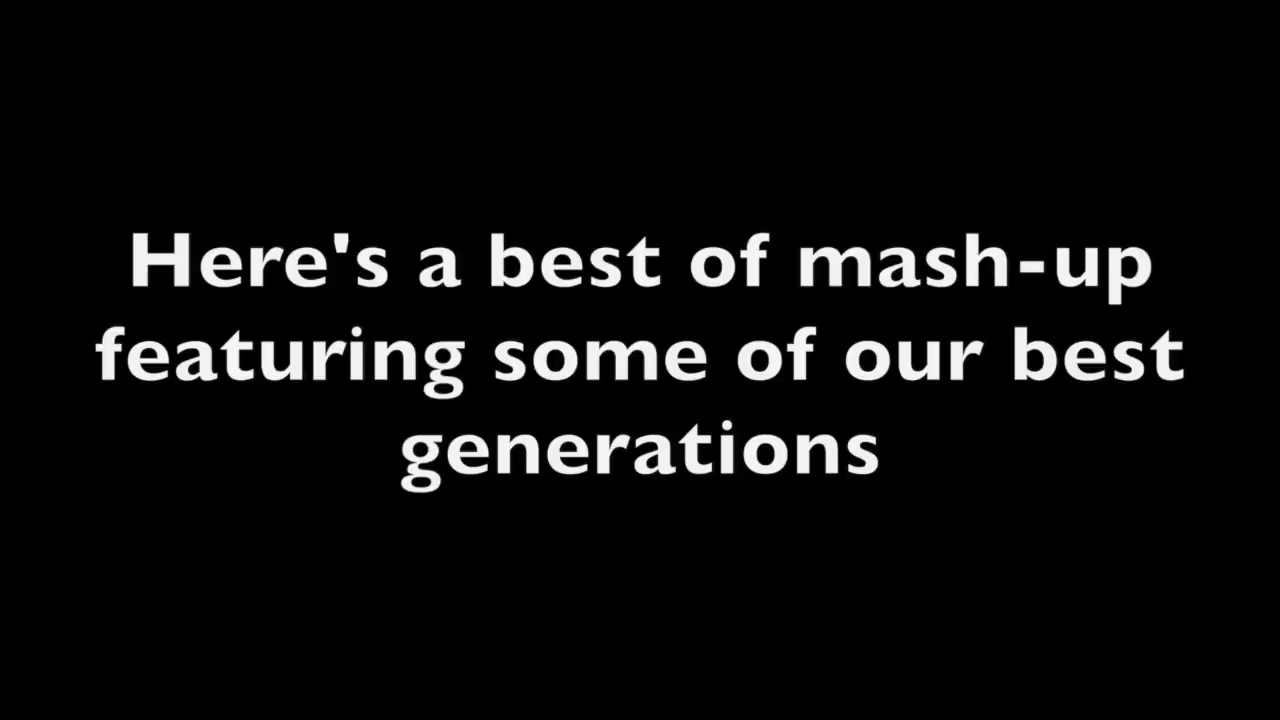 Here's a best of mash-up
featuring some of our best
generations